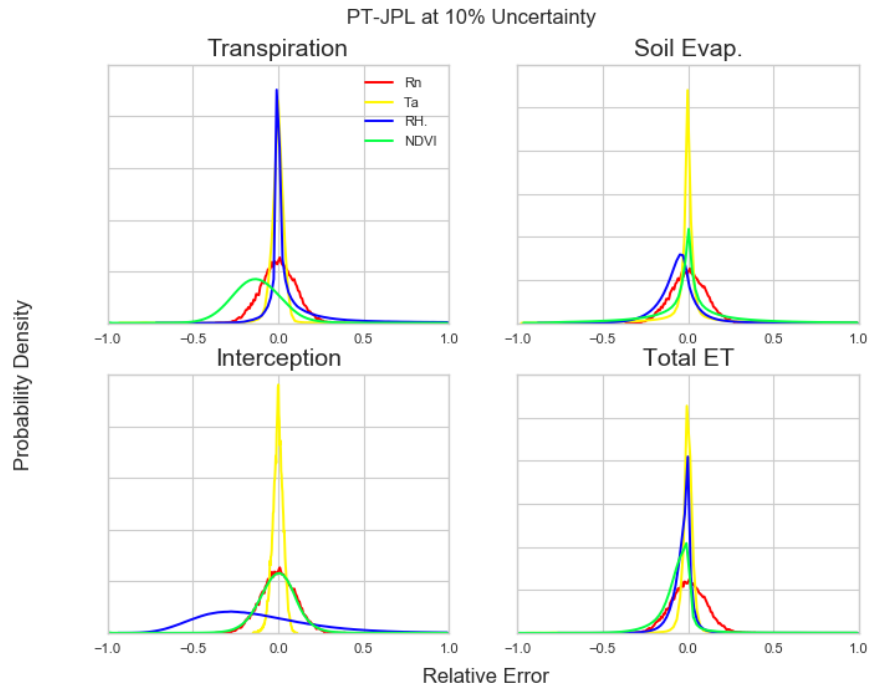 PT-JPL at 10% Uncertainty
Transpiration
Soil Evap.
Rn
Ta
RH.
NDVI
−1.0 −0.5 0.0 0.5 1.0
−1.0 −0.5 0.0 0.5 1.0
Interception
Total ET
Probability Density
−1.0 −0.5 0.0 0.5 1.0
−1.0 −0.5 0.0 0.5 1.0
Relative Error